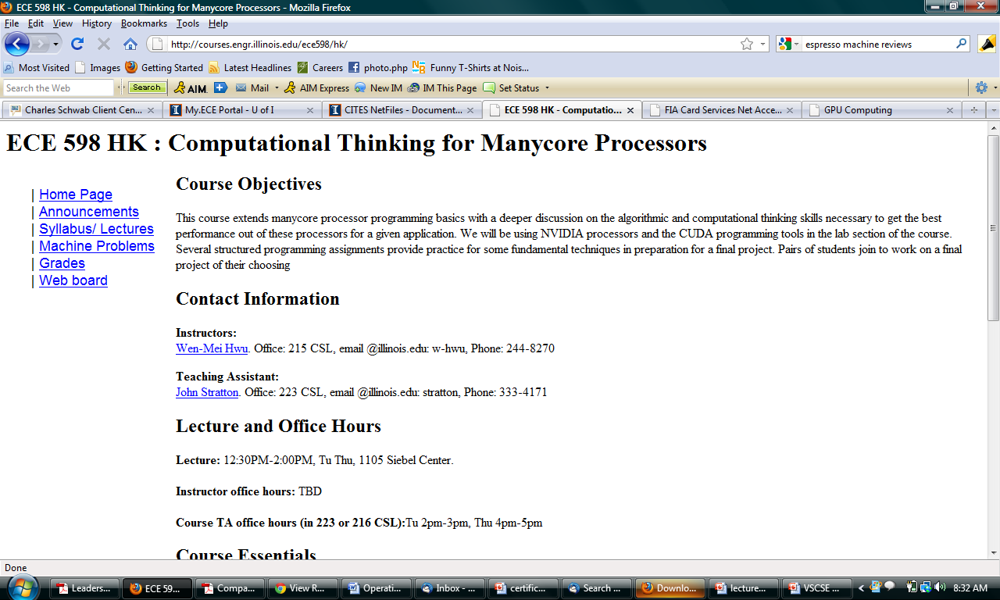 ECE 598 HK - Computational Thinking for Manycore Processors - Mozilla Firefox
File Edit View History Bookmarks Tools Help
http://courses.engr.illinois.edu/ece598/hk/
espresso machine reviews
Most Visited Images Getting Started Latest Headlines Careers photo.php Funny T-Shirts at Nois...
Search the Web Search AIM. Mail AIM Express New IM IM This Page Set Status
Charles Schwab Client Cen... My.ECE Portal - U of I CITES NetFiles - Document... ECE 598 HK - Computatio... FIA Card Services Net Acce... GPU Computing
ECE 598 HK : Computational Thinking for Manycore Processors
| Home Page
| Announcements
| Syllabus/ Lectures
| Machine Problems
| Grades
| Web board
Course Objectives
This course extends manycore processor programming basics with a deeper discussion on the algorithmic and computational thinking skills necessary to get the best
performance out of these processors for a given application. We will be using NVIDIA processors and the CUDA programming tools in the lab section of the course.
Several structured programming assignments provide practice for some fundamental techniques in preparation for a final project. Pairs of students join to work on a final
project of their choosing
Contact Information
Instructors:
Wen-Mei Hwu. Office: 215 CSL, email @illinois.edu: w-hwu, Phone: 244-8270
Teaching Assistant:
John Stratton. Office: 223 CSL, email @illinois.edu: stratton, Phone: 333-4171
Lecture and Office Hours
Lecture: 12:30PM-2:00PM, Tu Thu, 1105 Siebel Center.
Instructor office hours: TBD
Course TA office hours (in 223 or 216 CSL):Tu 2pm-3pm, Thu 4pm-5pm
Course Essentials
Done
Leaders... ECE 59... Compa... View R... Operati... Inbox - ... certific... Search ... Downlo... lecture... VSCSE ... 8:32 AM